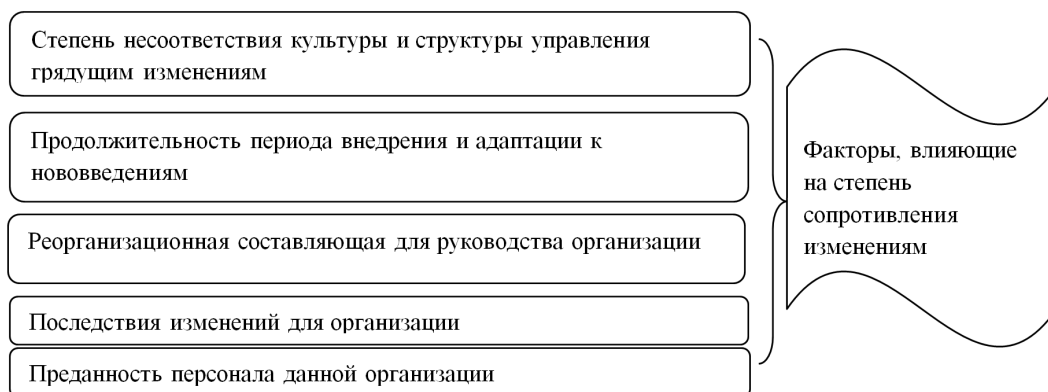 Степень несоответствия культуры и структуры управления
грядущим изменениям
Продолжительность периода внедрения и адаптации к
нововведениям
Реорганизационная составляющая для руководства организации
Последствия изменений для организации
Преданность персонала данной организации
Факторы, влияющие
на степень
сопротивления
изменениям